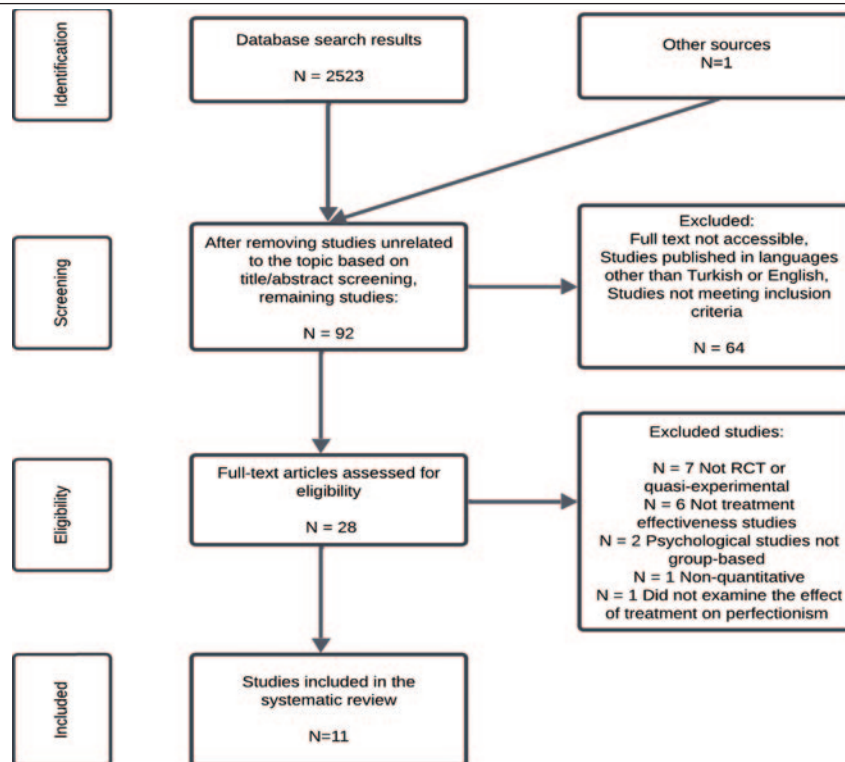 Identification
Database search results
N = 2523
Other sources
N=1
Screening
After removing studies unrelated
to the topic based on
title/abstract screening,
remaining studies:
N = 92
Excluded:
Full text not accessible,
Studies published in languages
other than Turkish or English,
Studies not meeting inclusion
criteria
N = 64
Eligibility
Full-text articles assessed for
eligibility
N = 28
Excluded studies:
N = 7 Not RCT or
quasi-experimental
N = 6 Not treatment
effectiveness studies
N = 2 Psychological studies not
group-based
N = 1 Non-quantitative
N = 1 Did not examine the effect
of treatment on perfectionism
Included
Studies included in the
systematic review
N=11